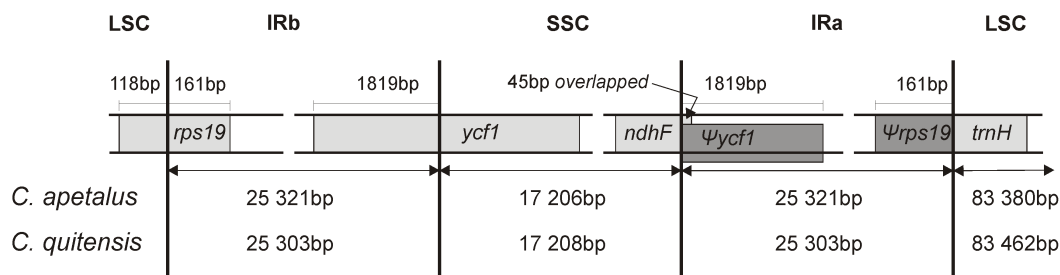 LSC IRb SSC IRa LSC
118bp 161bp 1819bp 45bp overlapped 1819bp 161bp
rps19 ycf1 ndhF Ψycf1 Ψrps19 trnH
C. apetalus 25 321bp 17 206bp 25 321bp 83 380bp
C. quitensis 25 303bp 17 208bp 25 303bp 83 462bp